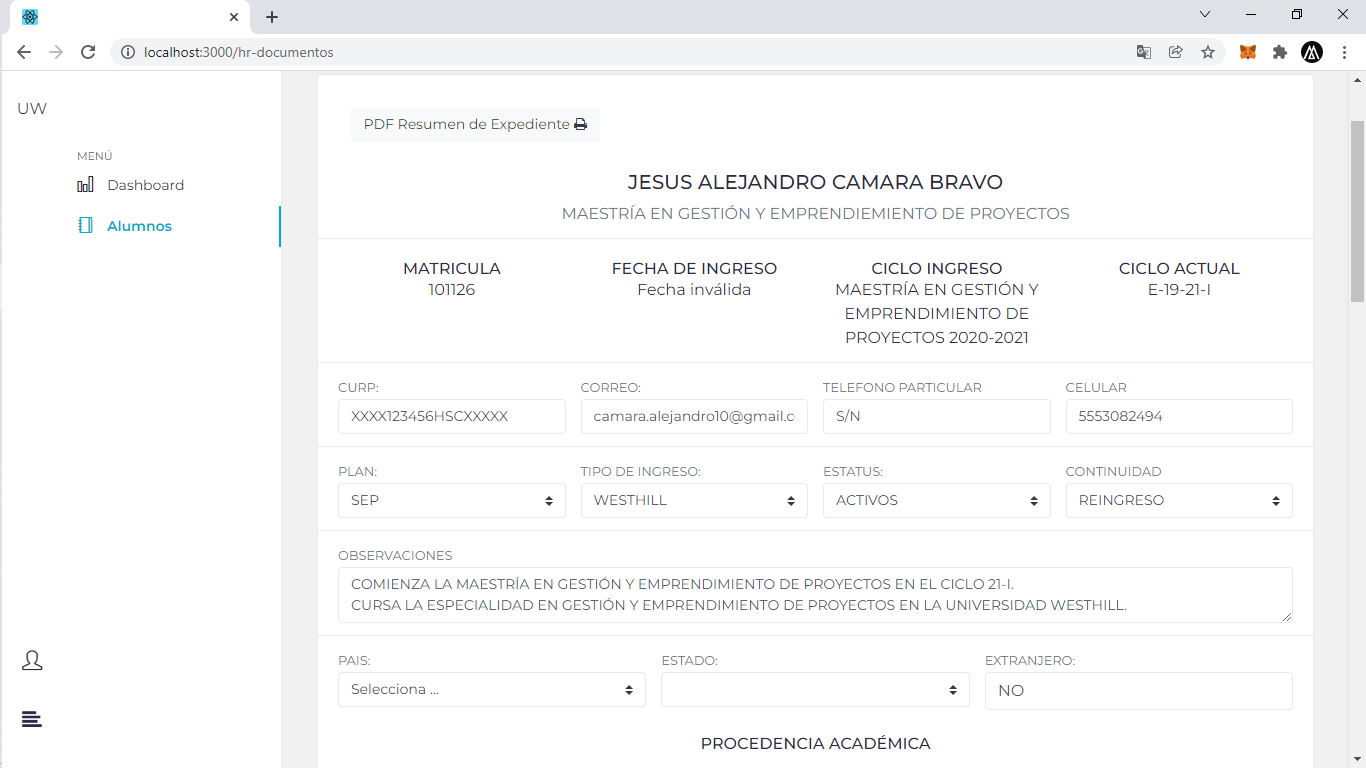 localhost:3000/hr-documentos
UW
MENÚ
Dashboard
Alumnos
PDF Resumen de Expediente
JESUS ALEJANDRO CAMARA BRAVO
MAESTRÍA EN GESTIÓN Y EMPRENDIEMIENTO DE PROYECTOS
MATRICULA
101126
FECHA DE INGRESO
Fecha inválida
CICLO INGRESO
MAESTRÍA EN GESTIÓN Y
EMPRENDIMIENTO DE
PROYECTOS 2020-2021
CICLO ACTUAL
E-19-21-I
CURP:
XXXX123456HSCXXXXX
CORREO:
camara.alejandro10@gmail.c
TELEFONO PARTICULAR
S/N
CELULAR
5553082494
PLAN:
SEP
TIPO DE INGRESO:
WESTHILL
ESTATUS:
ACTIVOS
CONTINUIDAD
REINGRESO
OBSERVACIONES
COMIENZA LA MAESTRÍA EN GESTIÓN Y EMPRENDIMIENTO DE PROYECTOS EN EL CICLO 21-I.
CURSA LA ESPECIALIDAD EN GESTIÓN Y EMPRENDIMIENTO DE PROYECTOS EN LA UNIVERSIDAD WESTHILL.
PAIS:
Selecciona ...
ESTADO:
EXTRANJERO:
NO
PROCEDENCIA ACADÉMICA